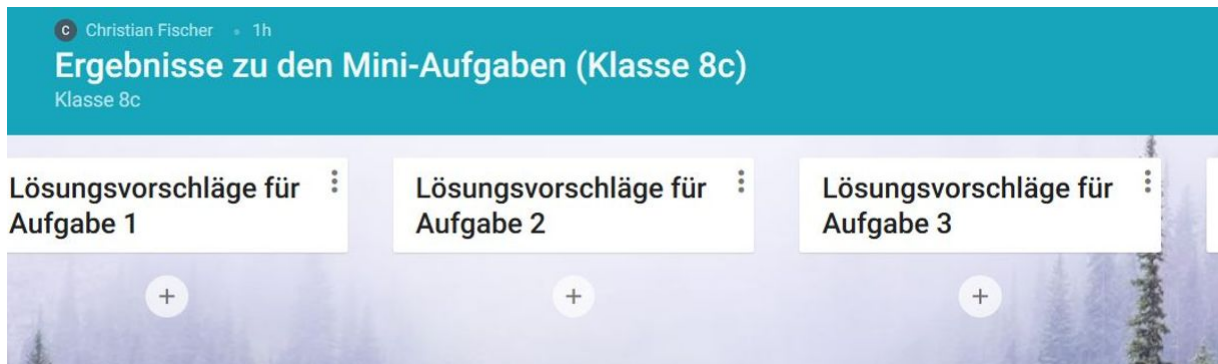 C Christian Fischer • 1h
Ergebnisse zu den Mini-Aufgaben (Klasse 8c)
Klasse 8c
Lösungsvorschläge für
Aufgabe 1
Lösungsvorschläge für
Aufgabe 2
Lösungsvorschläge für
Aufgabe 3